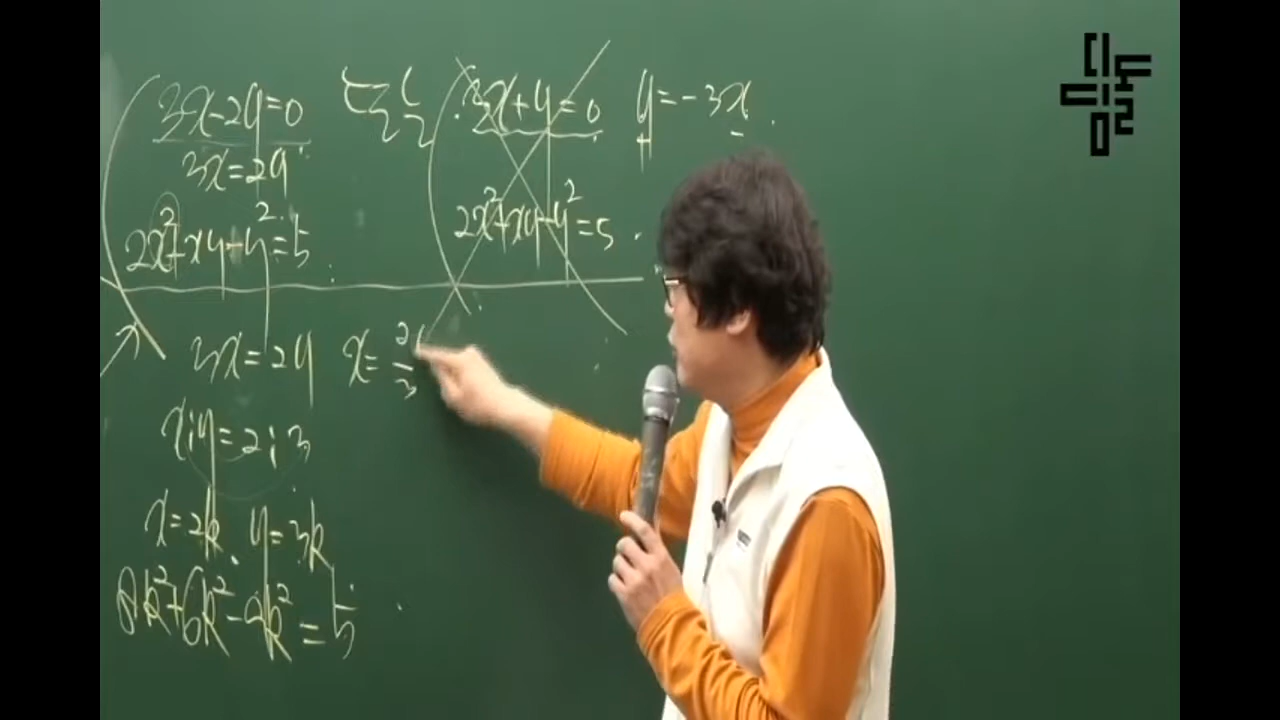 3x-2y=0 또는 3x+y=0 y=-3x
3x=2y
2x²+xy-y²=5 2x²+xy-y²=5
3x=2y x=2/3
x:y=2:3
x=2k, y=3k
8k²+6k²-9k²=5